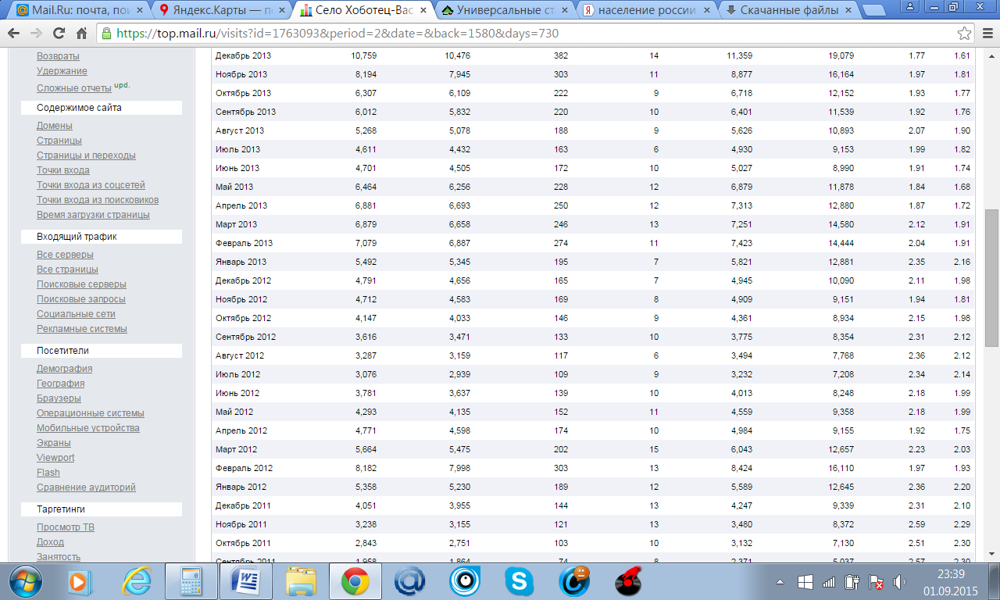 Mail.Ru: почта, пои
Яндекс.Карты — п
Село Хоботец-Вас
Универсальные ст
население россии
Скачанные файлы
https://top.mail.ru/visits?id=1763093&period=2&date=&back=1580&days=730
Возвраты
Удержание
Сложные отчеты upd.
Содержимое сайта
Домены
Страницы
Страницы и переходы
Точки входа
Точки входа из соцсетей
Точки входа из поисковиков
Время загрузки страницы
Входящий трафик
Все серверы
Все страницы
Поисковые серверы
Поисковые запросы
Социальные сети
Рекламные системы
Посетители
Демография
География
Браузеры
Операционные системы
Мобильные устройства
Экраны
Viewport
Flash
Сравнение аудиторий
Таргетинги
Просмотр ТВ
Доход
Занятость
Декабрь 2013 10,759 10,476 382 14 11,359 19,079 1.77 1.61
Ноябрь 2013 8,194 7,945 303 11 8,877 16,164 1.97 1.81
Октябрь 2013 6,307 6,109 222 9 6,718 12,152 1.93 1.77
Сентябрь 2013 6,012 5,832 220 10 6,401 11,539 1.92 1.76
Август 2013 5,268 5,078 188 9 5,626 10,893 2.07 1.90
Июль 2013 4,611 4,432 163 6 4,930 9,153 1.99 1.82
Июнь 2013 4,701 4,505 172 10 5,027 8,990 1.91 1.74
Май 2013 6,464 6,256 228 12 6,879 11,878 1.84 1.68
Апрель 2013 6,881 6,693 250 12 7,313 12,880 1.87 1.72
Март 2013 6,879 6,658 246 13 7,251 14,580 2.12 1.91
Февраль 2013 7,079 6,887 274 11 7,423 14,444 2.04 1.91
Январь 2013 5,492 5,345 195 7 5,821 12,881 2.35 2.16
Декабрь 2012 4,791 4,656 165 7 4,945 10,090 2.11 1.98
Ноябрь 2012 4,712 4,583 169 8 4,909 9,151 1.94 1.81
Октябрь 2012 4,147 4,033 146 9 4,361 8,934 2.15 1.98
Сентябрь 2012 3,616 3,471 133 10 3,775 8,354 2.31 2.12
Август 2012 3,287 3,159 117 6 3,494 7,768 2.36 2.12
Июль 2012 3,076 2,939 109 9 3,232 7,208 2.34 2.14
Июнь 2012 3,781 3,637 139 10 4,013 8,248 2.18 1.99
Май 2012 4,293 4,135 152 11 4,559 9,358 2.18 1.99
Апрель 2012 4,771 4,598 174 10 4,984 9,155 1.92 1.75
Март 2012 5,664 5,475 202 15 6,043 12,657 2.23 2.03
Февраль 2012 8,182 7,998 303 13 8,424 16,110 1.97 1.93
Январь 2012 5,358 5,230 189 12 5,589 12,645 2.36 2.20
Декабрь 2011 4,051 3,955 144 13 4,247 9,339 2.31 2.10
Ноябрь 2011 3,238 3,155 121 13 3,480 8,372 2.59 2.29
Октябрь 2011 2,843 2,751 103 10 3,132 7,130 2.51 2.30
Сентябрь 2011 1,958 1,864 74 8 2,371 5,037 2.57 2.30
23:39
01.09.2015